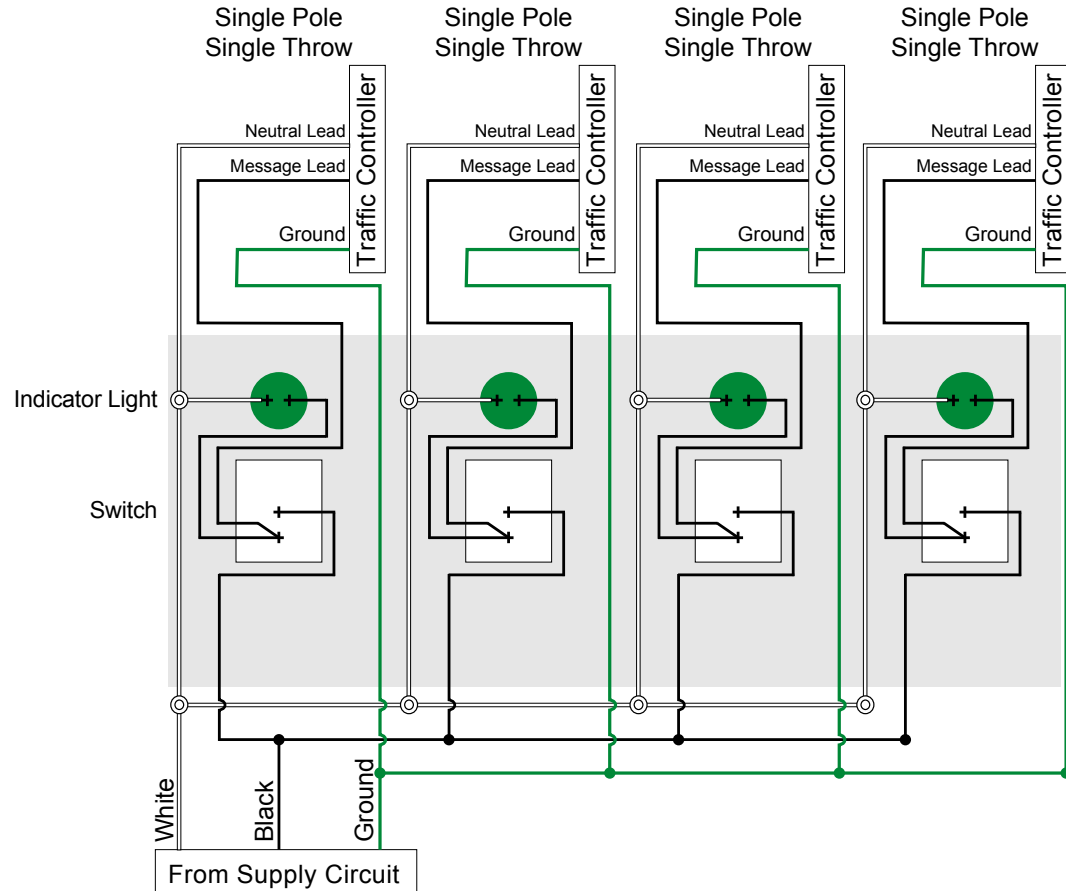 Single Pole
Single Throw
Single Pole
Single Throw
Single Pole
Single Throw
Single Pole
Single Throw
Neutral Lead
Message Lead
Ground
Traffic Controller
Neutral Lead
Message Lead
Ground
Traffic Controller
Neutral Lead
Message Lead
Ground
Traffic Controller
Neutral Lead
Message Lead
Ground
Traffic Controller
Indicator Light
Switch
White
Black
Ground
From Supply Circuit